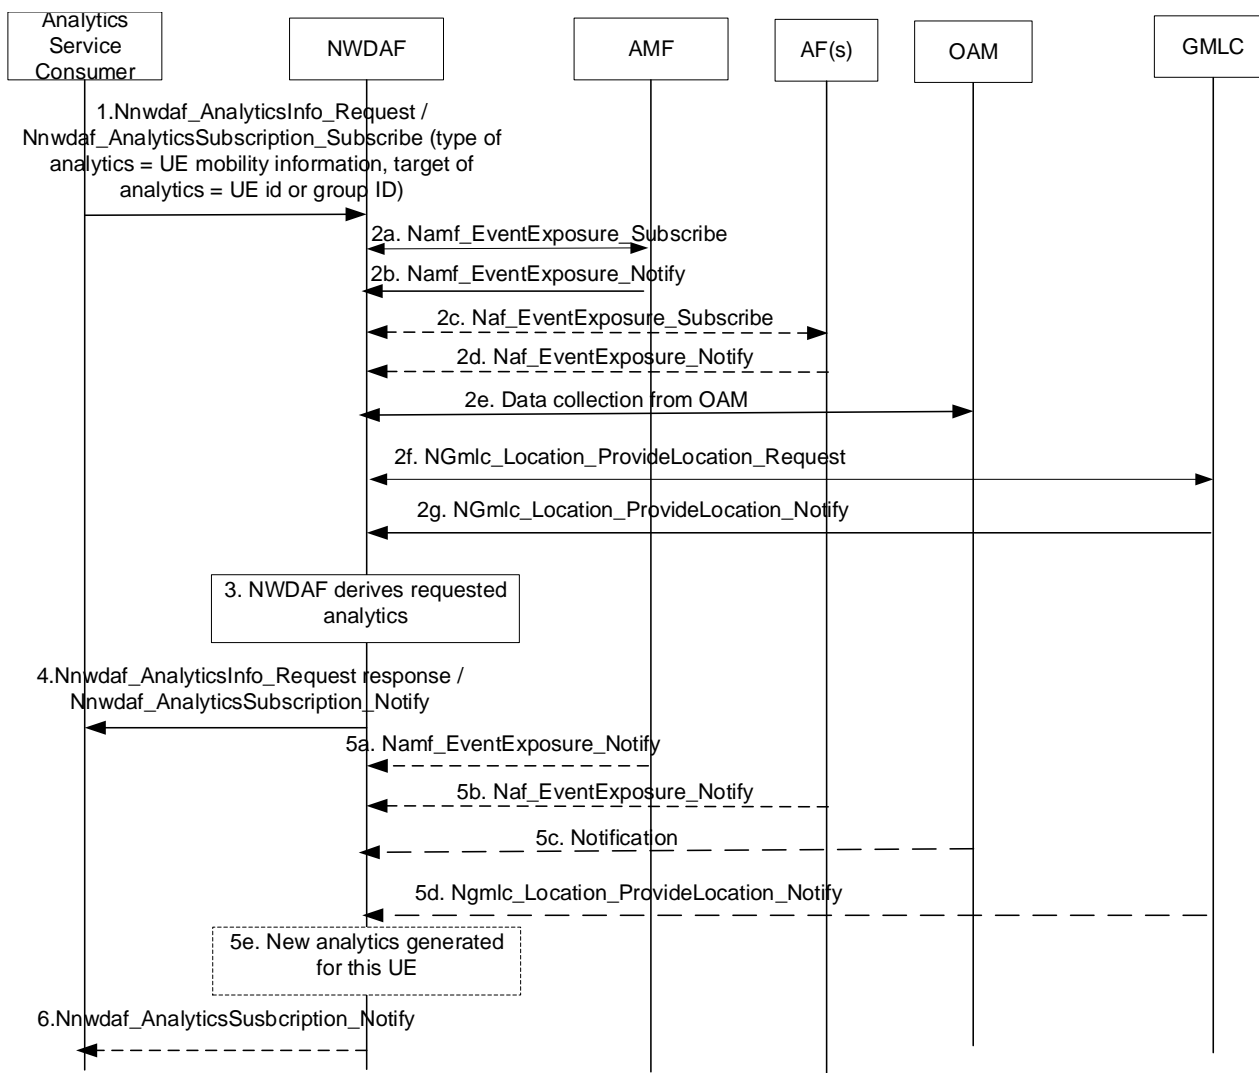 Analytics
Service
Consumer
NWDAF
AMF
AF(s)
OAM
GMLC
1.Nnwdaf_AnalyticsInfo_Request /
Nnwdaf_AnalyticsSubscription_Subscribe (type of
analytics = UE mobility information, target of
analytics = UE id or group ID)
2a. Namf_EventExposure_Subscribe
2b. Namf_EventExposure_Notify
2c. Naf_EventExposure_Subscribe
2d. Naf_EventExposure_Notify
2e. Data collection from OAM
2f. NGmlc_Location_ProvideLocation_Request
2g. NGmlc_Location_ProvideLocation_Notify
3. NWDAF derives requested
analytics
4.Nnwdaf_AnalyticsInfo_Request response /
Nnwdaf_AnalyticsSubscription_Notify
5a. Namf_EventExposure_Notify
5b. Naf_EventExposure_Notify
5c. Notification
5d. Ngmlc_Location_ProvideLocation_Notify
5e. New analytics generated
for this UE
6.Nnwdaf_AnalyticsSusbcription_Notify